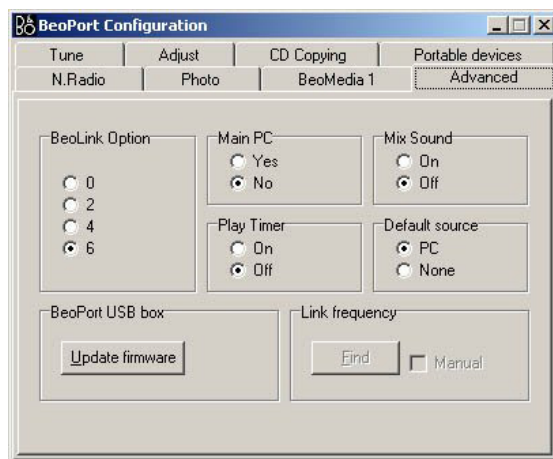 BeoPort Configuration
Tune Adjust CD Copying Portable devices
N.Radio Photo BeoMedia 1 Advanced
BeoLink Option
0
2
4
6
Main PC
Yes
No
Mix Sound
On
Off
Play Timer
On
Off
Default source
PC
None
BeoPort USB box
Update firmware
Link frequency
Find Manual